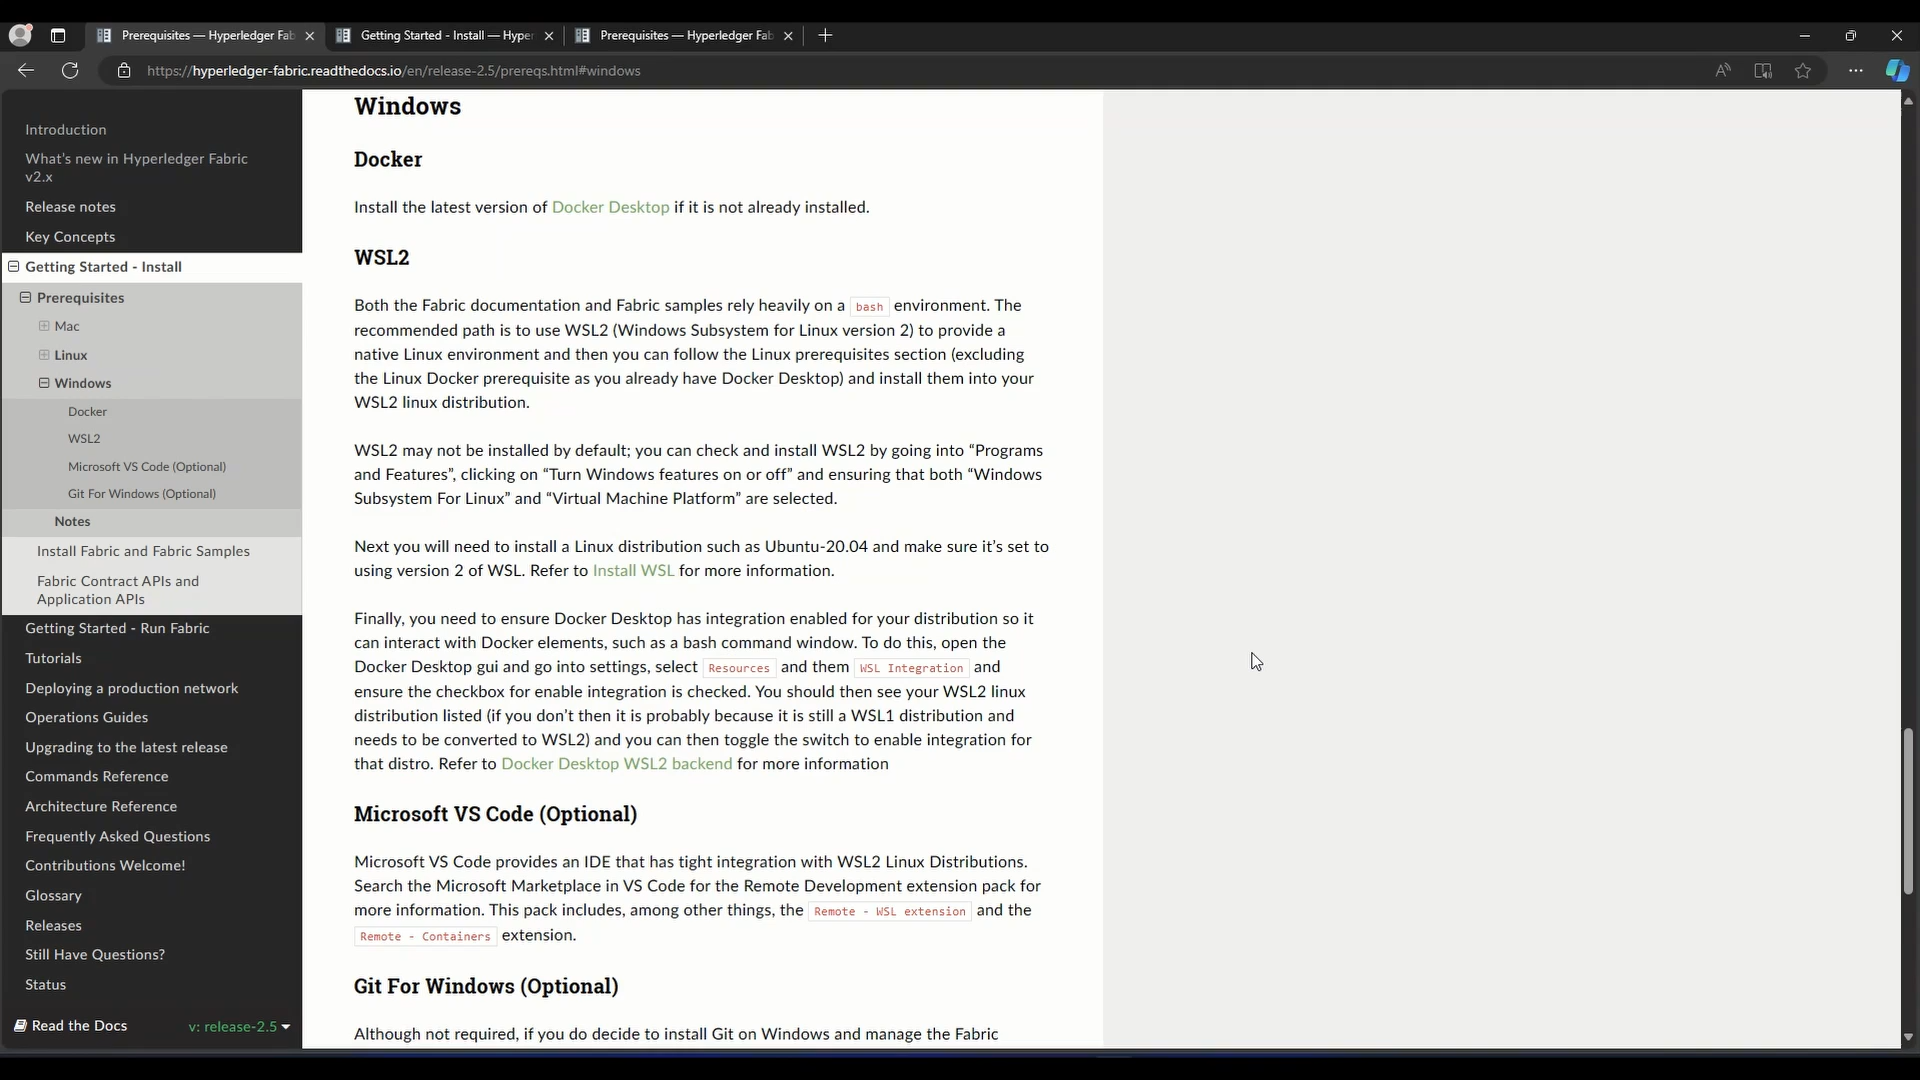 Prerequisites — Hyperledger Fab
Getting Started - Install — Hyper
Prerequisites — Hyperledger Fab
https://hyperledger-fabric.readthedocs.io/en/release-2.5/prereqs.html#windows
Introduction
What's new in Hyperledger Fabric
v2.x
Release notes
Key Concepts
Getting Started - Install
Prerequisites
Mac
Linux
Windows
Docker
WSL2
Microsoft VS Code (Optional)
Git For Windows (Optional)
Notes
Install Fabric and Fabric Samples
Fabric Contract APIs and
Application APIs
Getting Started - Run Fabric
Tutorials
Deploying a production network
Operations Guides
Upgrading to the latest release
Commands Reference
Architecture Reference
Frequently Asked Questions
Contributions Welcome!
Glossary
Releases
Still Have Questions?
Status
Read the Docs
v: release-2.5
Windows
Docker
Install the latest version of Docker Desktop if it is not already installed.
WSL2
Both the Fabric documentation and Fabric samples rely heavily on a bash environment. The
recommended path is to use WSL2 (Windows Subsystem for Linux version 2) to provide a
native Linux environment and then you can follow the Linux prerequisites section (excluding
the Linux Docker prerequisite as you already have Docker Desktop) and install them into your
WSL2 linux distribution.
WSL2 may not be installed by default; you can check and install WSL2 by going into “Programs
and Features”, clicking on “Turn Windows features on or off” and ensuring that both “Windows
Subsystem For Linux” and “Virtual Machine Platform” are selected.
Next you will need to install a Linux distribution such as Ubuntu-20.04 and make sure it's set to
using version 2 of WSL. Refer to Install WSL for more information.
Finally, you need to ensure Docker Desktop has integration enabled for your distribution so it
can interact with Docker elements, such as a bash command window. To do this, open the
Docker Desktop gui and go into settings, select Resources and them WSL Integration and
ensure the checkbox for enable integration is checked. You should then see your WSL2 linux
distribution listed (if you don't then it is probably because it is still a WSL1 distribution and
needs to be converted to WSL2) and you can then toggle the switch to enable integration for
that distro. Refer to Docker Desktop WSL2 backend for more information
Microsoft VS Code (Optional)
Microsoft VS Code provides an IDE that has tight integration with WSL2 Linux Distributions.
Search the Microsoft Marketplace in VS Code for the Remote Development extension pack for
more information. This pack includes, among other things, the Remote - WSL extension and the
Remote - Containers extension.
Git For Windows (Optional)
Although not required, if you do decide to install Git on Windows and manage the Fabric